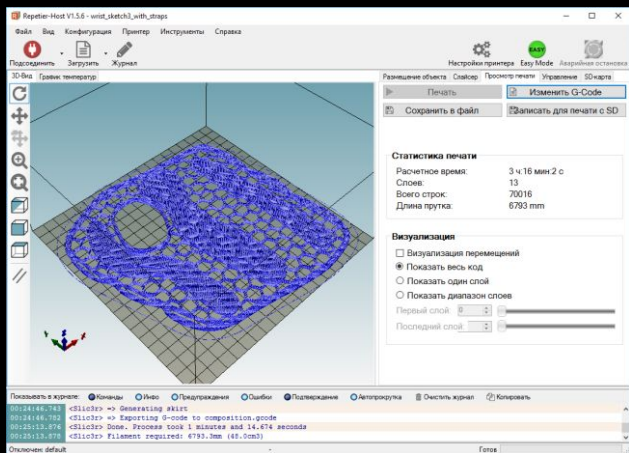 Repetier-Host V1.5.6 - wrist_sketch3_with_straps
Файл Вид Конфигурация Принтер Инструменты Справка
Подсоединить Загрузить Журнал Настройки принтера Easy Mode Аварийная остановка
EASY
3D-Вид График температур
Размещение объекта Слайсер Просмотр печати Управление SD-карта
Печать Изменить G-Code
Сохранить в файл Записать для печати с SD
Статистика печати
Расчетное время: 3 ч:16 мин:2 с
Слоев: 13
Всего строк: 70016
Длина прутка: 6793 mm
Визуализация
Визуализация перемещений
Показать весь код
Показать один слой
Показать диапазон слоев
Первый слой: 0
Последний слой:
Показывать в журнале: Команды Инфо Предупреждения Ошибки Подтверждение Автопрокрутка Очистить журнал Копировать
00:24:46.743 <Slic3r> => Generating skirt
00:24:46.782 <Slic3r> => Exporting G-code to composition.gcode
00:25:13.876 <Slic3r> Done. Process took 1 minutes and 14.674 seconds
00:25:13.878 <Slic3r> Filament required: 6793.3mm (48.0cm3)
Отключен: default - Готов